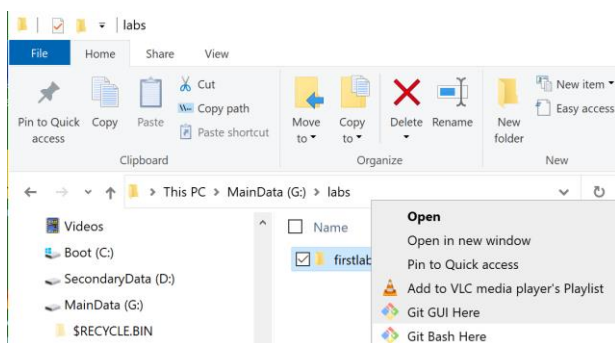 labs
File Home Share View
Pin to Quick access
Copy
Paste
Cut
Copy path
Paste shortcut
Move to
Copy to
Delete
Rename
New folder
New item
Easy access
Clipboard
Organize
New
This PC > MainData (G:) > labs
Videos
Boot (C:)
SecondaryData (D:)
MainData (G:)
$RECYCLE.BIN
Name
firstlab
Open
Open in new window
Pin to Quick access
Add to VLC media player's Playlist
Git GUI Here
Git Bash Here